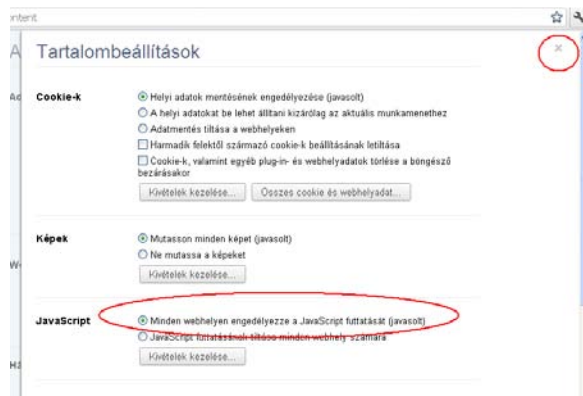 ontent
Tartalombeállítások
Cookie-k
Helyi adatok mentésének engedélyezése (javasolt)
A helyi adatokat be lehet állítani kizárólag az aktuális munkamenethez
Adatmentés tiltása a webhelyeken
Harmadik felektől származó cookie-k beállításának letiltása
Cookie-k, valamint egyéb plug-in- és webhelyadatok törlése a böngésző
bezárásakor
Kivételek kezelése... Összes cookie és webhelyadat...
Képek
Mutasson minden képet (javasolt)
Ne mutassa a képeket
Kivételek kezelése...
JavaScript
Minden webhelyen engedélyezze a JavaScript futtatását (javasolt)
JavaScript futtatásának tiltása minden webhely számára
Kivételek kezelése...